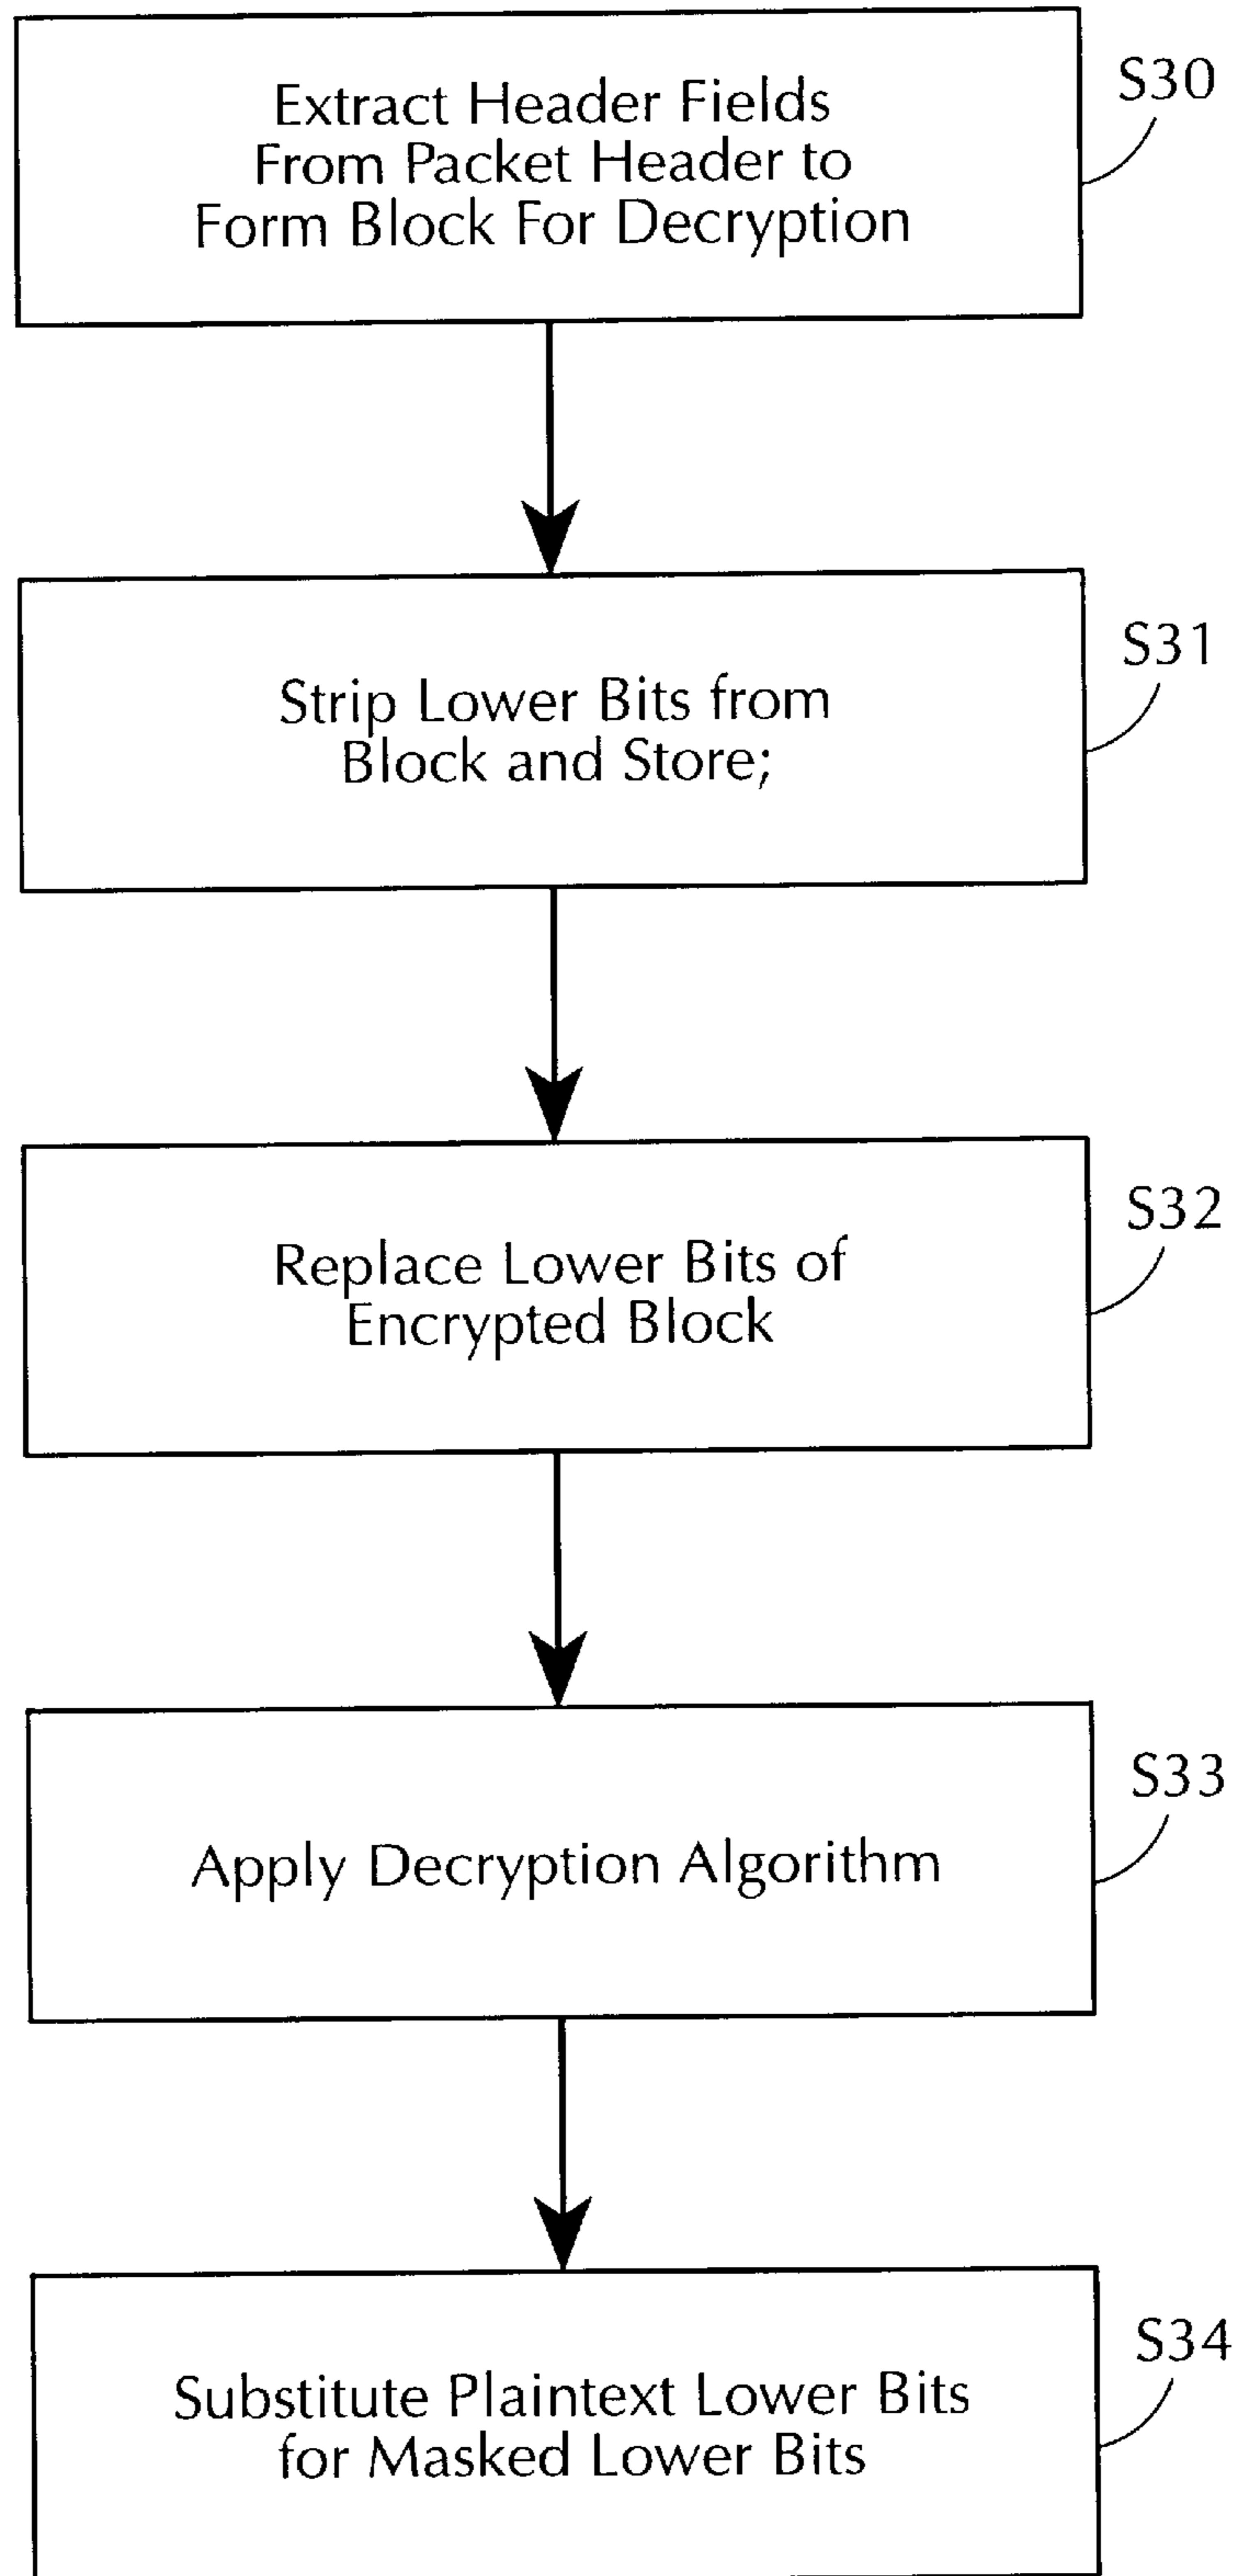 Extract Header Fields
From Packet Header to
Form Block For Decryption
S30
Strip Lower Bits from
Block and Store;
S31
Replace Lower Bits of
Encrypted Block
S32
Apply Decryption Algorithm
S33
Substitute Plaintext Lower Bits
for Masked Lower Bits
S34